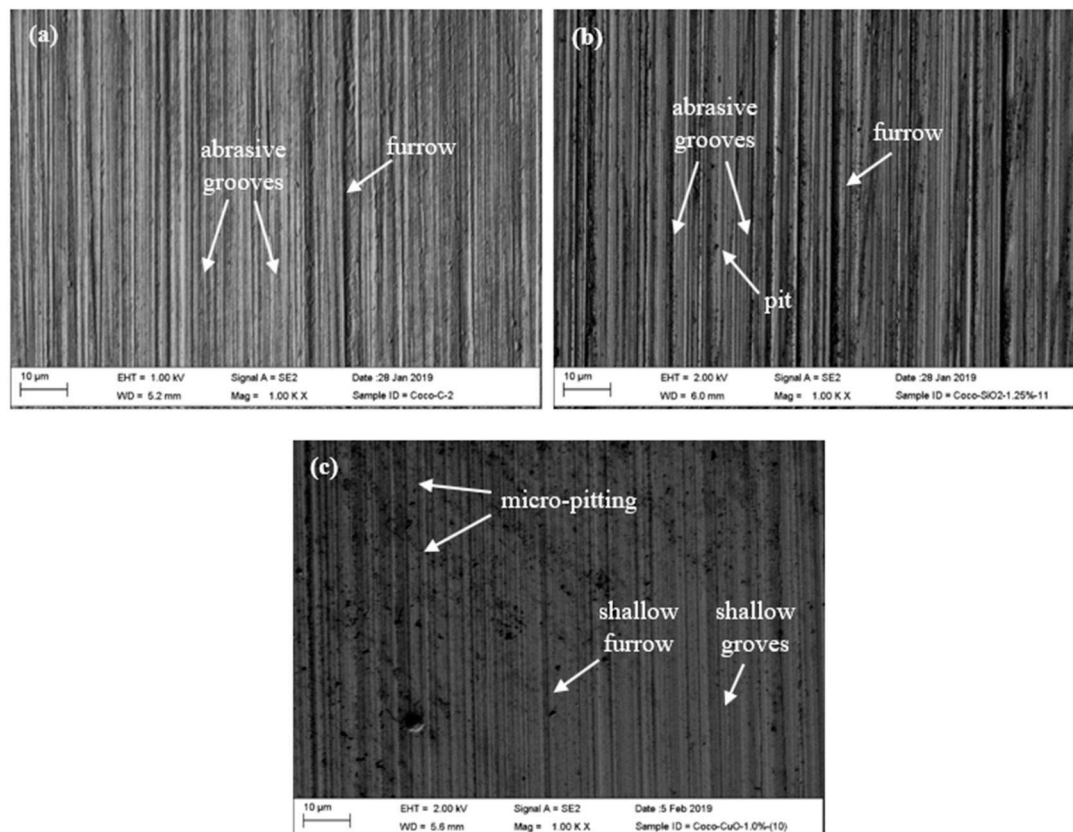 (a)
abrasive
grooves
furrow
10 µm
EHT = 1.00 kV
Signal A = SE2
Date :28 Jan 2019
WD = 5.2 mm
Mag = 1.00 K X
Sample ID = Coco-C-2
(b)
abrasive
grooves
furrow
pit
10 µm
EHT = 2.00 kV
Signal A = SE2
Date :28 Jan 2019
WD = 6.0 mm
Mag = 1.00 K X
Sample ID = Coco-SiO2-1.25%-11
(c)
micro-pitting
shallow
furrow
shallow
groves
10 µm
EHT = 2.00 kV
Signal A = SE2
Date :5 Feb 2019
WD = 5.6 mm
Mag = 1.00 K X
Sample ID = Coco-CuO-1.0%-(10)